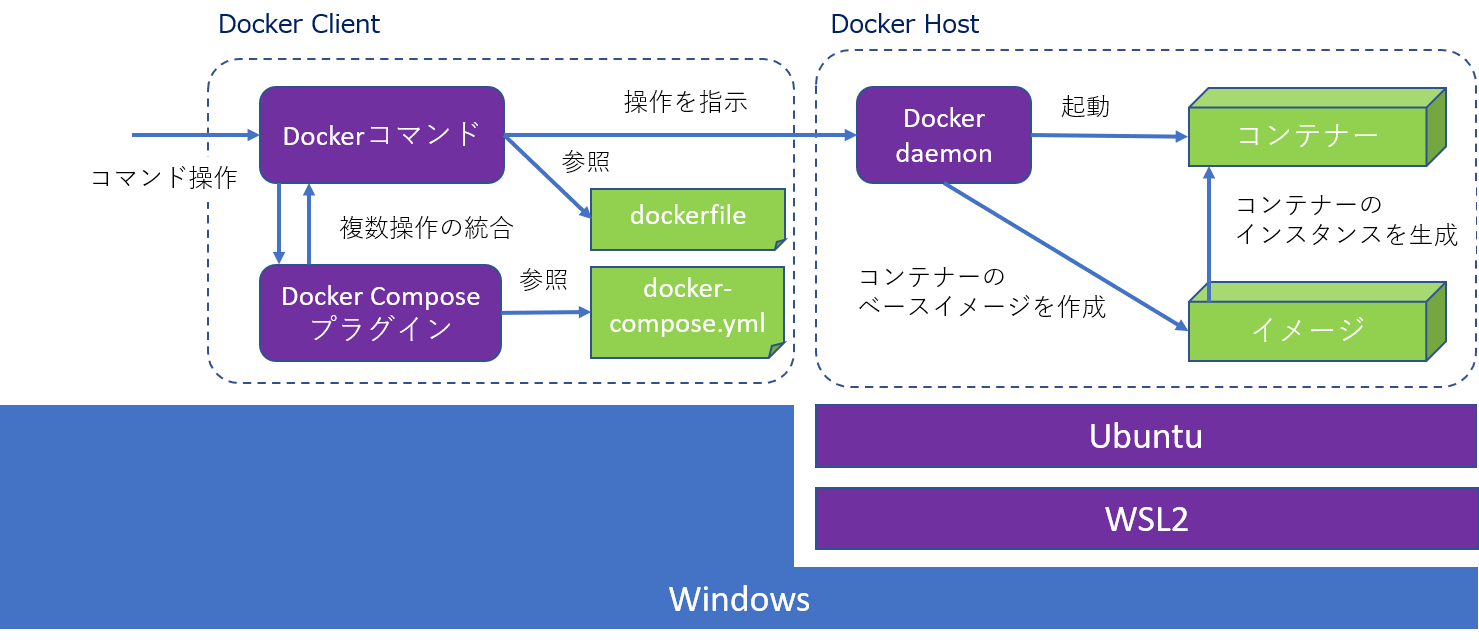 Docker Client
Docker Host
コマンド操作
Dockerコマンド
操作を指示
参照
dockerfile
複数操作の統合
Docker Compose
プラグイン
参照
docker-
compose.yml
Docker
daemon
起動
コンテナー
コンテナーの
インスタンスを生成
コンテナーの
ベースイメージを作成
イメージ
Ubuntu
WSL2
Windows